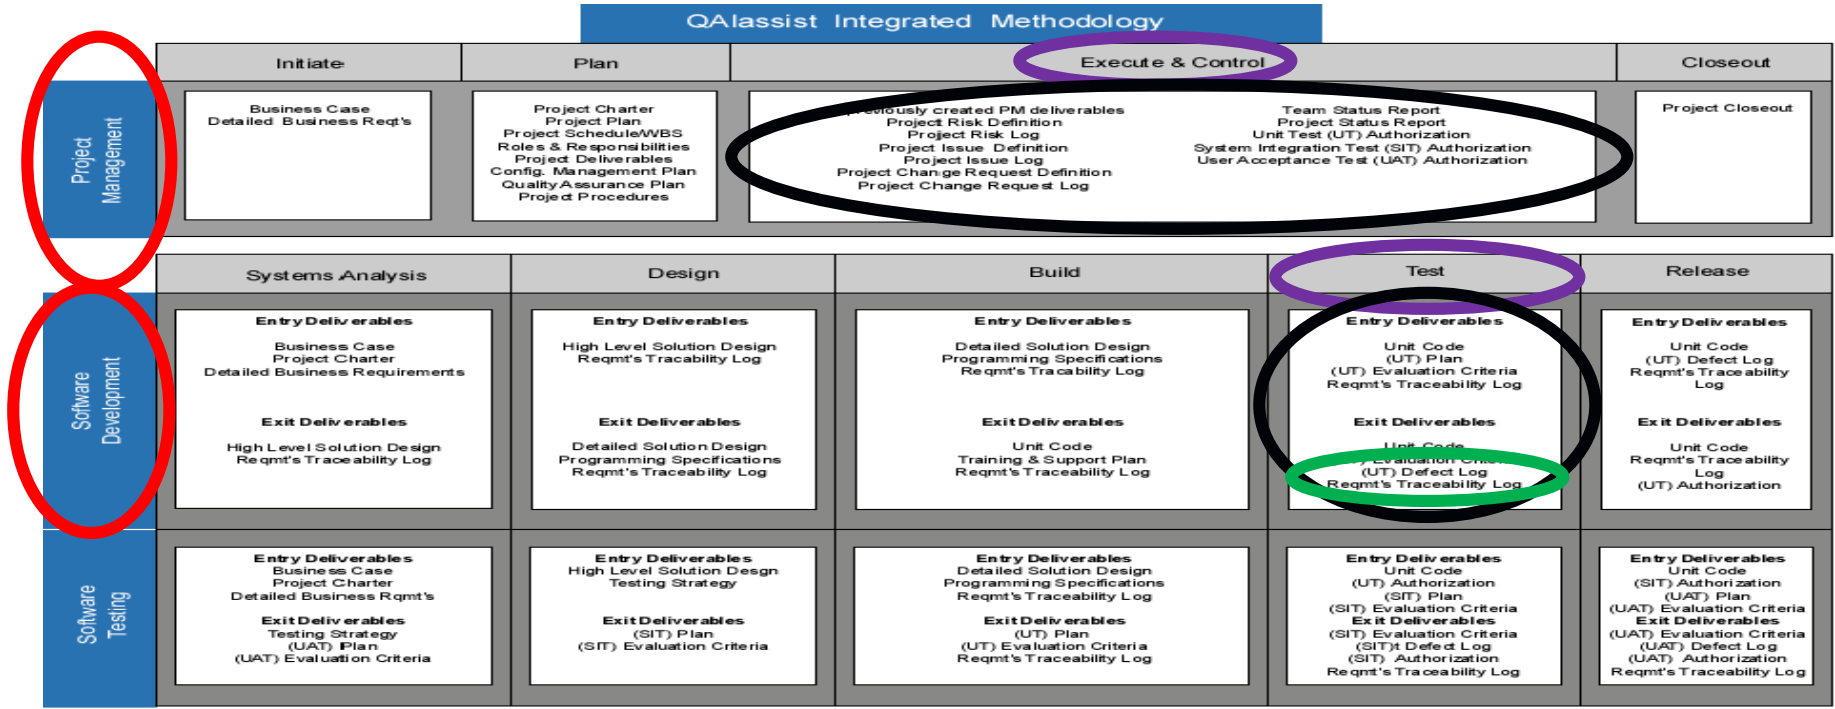 QAIassist Integrated Methodology
Initiate
Plan
Execute & Control
Closeout
Project
Management
Business Case
Detailed Business Reqt's
Project Charter
Project Plan
Project Schedule/WBS
Roles & Responsibilities
Project Deliverables
Config. Management Plan
Quality Assurance Plan
Project Procedures
created PM deliverables
Project Risk Definition
Project Risk Log
Project Issue Definition
Project Issue Log
Project Change Request Definition
Project Change Request Log
Team Status Report
Project Status Report
Unit Test (UT) Authorization
System Integration Test (SIT) Authorization
User Acceptance Test (UAT) Authorization
Project Closeout
Systems Analysis
Design
Build
Test
Release
Software
Development
Entry Deliverables
Business Case
Project Charter
Detailed Business Requirements
Exit Deliverables
High Level Solution Design
Reqmt's Traceability Log
Entry Deliverables
High Level Solution Design
Reqmt's Tracability Log
Exit Deliverables
Detailed Solution Design
Programming Specifications
Reqmt's Traceability Log
Entry Deliverables
Detailed Solution Design
Programming Specifications
Reqmt's Tracability Log
Exit Deliverables
Unit Code
Training & Support Plan
Reqmt's Traceability Log
Entry Deliverables
Unit Code
(UT) Plan
(UT) Evaluation Criteria
Reqmt's Traceability Log
Exit Deliverables
Unit Code
Evaluation Criteria
(UT) Defect Log
Reqmt's Traceability Log
Entry Deliverables
Unit Code
(UT) Defect Log
Reqmt's Traceability
Log
Exit Deliverables
Unit Code
Reqmt's Traceability
Log
(UT) Authorization
Software
Testing
Entry Deliverables
Business Case
Project Charter
Detailed Business Rqmt's
Exit Deliverables
Testing Strategy
(UAT) Plan
(UAT) Evaluation Criteria
Entry Deliverables
High Level Solution Desgn
Testing Strategy
Exit Deliverables
(SIT) Plan
(SIT) Evaluation Criteria
Entry Deliverables
Detailed Solution Design
Programming Specifications
Reqmt's Traceability Log
Exit Deliverables
(UT) Plan
(UT) Evaluation Criteria
Reqmt's Traceability Log
Entry Deliverables
Unit Code
(UT) Authorization
(SIT) Plan
(SIT) Evaluation Criteria
Exit Deliverables
(SIT) Evaluation Criteria
(SIT)t Defect Log
(SIT) Authorization
Reqmt's Traceability Log
Entry Deliverables
Unit Code
(SIT) Authorization
(UAT) Plan
(UAT) Evaluation Criteria
Exit Deliverables
(UAT) Evaluation Criteria
(UAT) Defect Log
(UAT) Authorization
Reqmt's Traceability Log